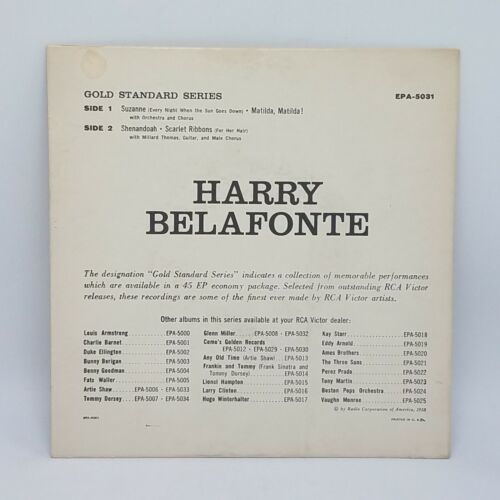 GOLD STANDARD SERIES
EPA-5031
SIDE 1 Suzanne (Every Night When the Sun Goes Down) • Matilda, Matilda!
with Orchestra and Chorus
SIDE 2 Shenandoah • Scarlet Ribbons (For Her Hair)
with Millard Thomas, Guitar, and Male Chorus
HARRY
BELAFONTE
The designation "Gold Standard Series" indicates a collection of memorable performances
which are available in a 45 EP economy package. Selected from outstanding RCA Victor
releases, these recordings are some of the finest ever made by RCA Victor artists.
Other albums in this series available at your RCA Victor dealer:
Louis Armstrong EPA-5000
Charlie Barnet EPA-5001
Duke Ellington EPA-5002
Bunny Berigan EPA-5003
Benny Goodman EPA-5004
Fats Waller EPA-5005
Artie Shaw EPA-5006 • EPA-5033
Tommy Dorsey EPA-5007 • EPA-5034
Glenn Miller EPA-5008 • EPA-5032
Como's Golden Records
EPA-5012 • EPA-5029 • EPA-5030
Any Old Time (Artie Shaw) EPA-5013
Frankie and Tommy (Frank Sinatra and
Tommy Dorsey) EPA-5014
Lionel Hampton EPA-5015
Larry Clinton EPA-5016
Hugo Winterhalter EPA-5017
Kay Starr EPA-5018
Eddy Arnold EPA-5019
Ames Brothers EPA-5020
The Three Suns EPA-5021
Perez Prado EPA-5022
Tony Martin EPA-5023
Boston Pops Orchestra EPA-5024
Vaughn Monroe EPA-5025
© by Radio Corporation of America, 1958
PRINTED IN U. S. A.